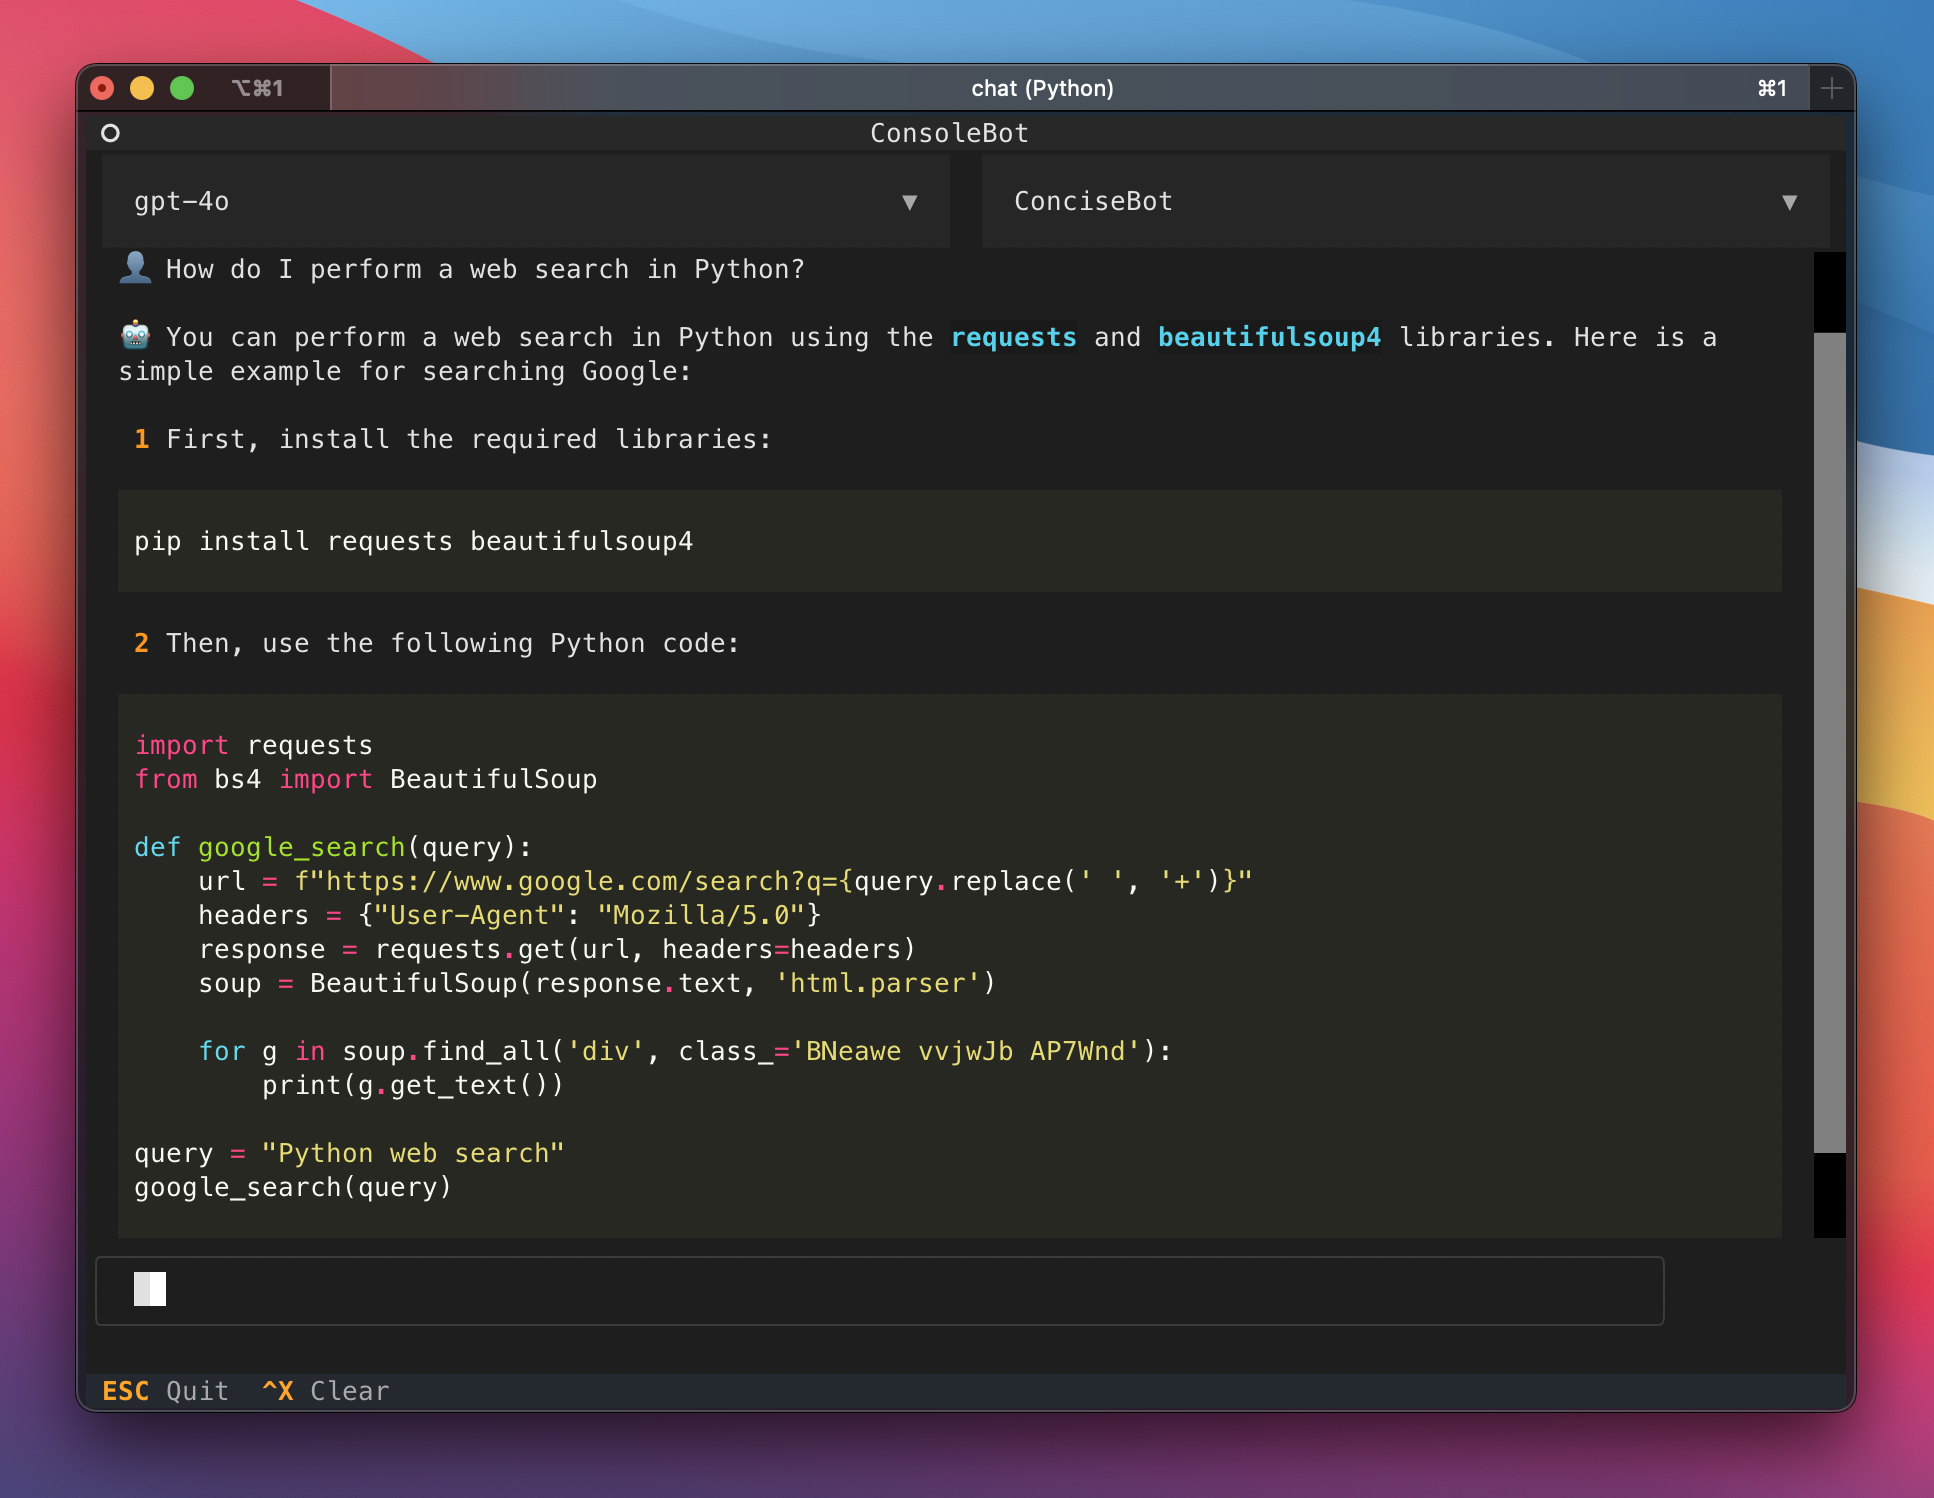 ⌥⌘1 chat (Python) ⌘1
ConsoleBot
gpt-4o ▼ ConciseBot ▼
👤 How do I perform a web search in Python?
🤖 You can perform a web search in Python using the requests and beautifulsoup4 libraries. Here is a
simple example for searching Google:
1 First, install the required libraries:
pip install requests beautifulsoup4
2 Then, use the following Python code:
import requests
from bs4 import BeautifulSoup
def google_search(query):
    url = f"https://www.google.com/search?q={query.replace(' ', '+')}"
    headers = {"User-Agent": "Mozilla/5.0"}
    response = requests.get(url, headers=headers)
    soup = BeautifulSoup(response.text, 'html.parser')
    for g in soup.find_all('div', class_='BNeawe vvjwJb AP7Wnd'):
        print(g.get_text())
query = "Python web search"
google_search(query)
ESC Quit ^X Clear